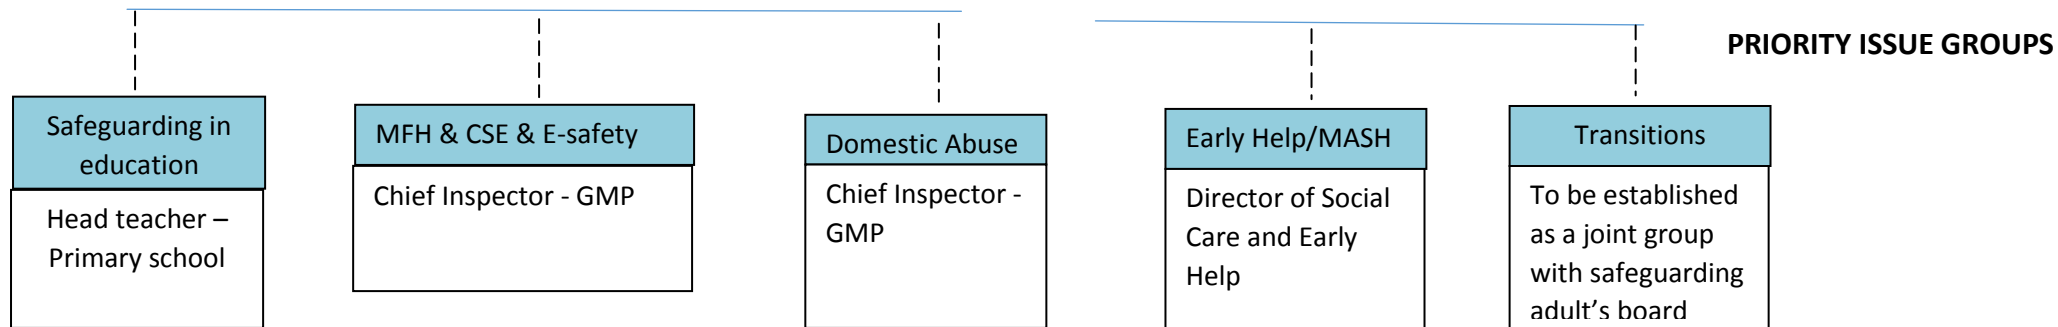 PRIORITY ISSUE GROUPS
Safeguarding in
education
Head teacher –
Primary school
MFH & CSE & E-safety
Chief Inspector - GMP
Domestic Abuse
Chief Inspector -
GMP
Early Help/MASH
Director of Social
Care and Early
Help
Transitions
To be established
as a joint group
with safeguarding
adult’s board